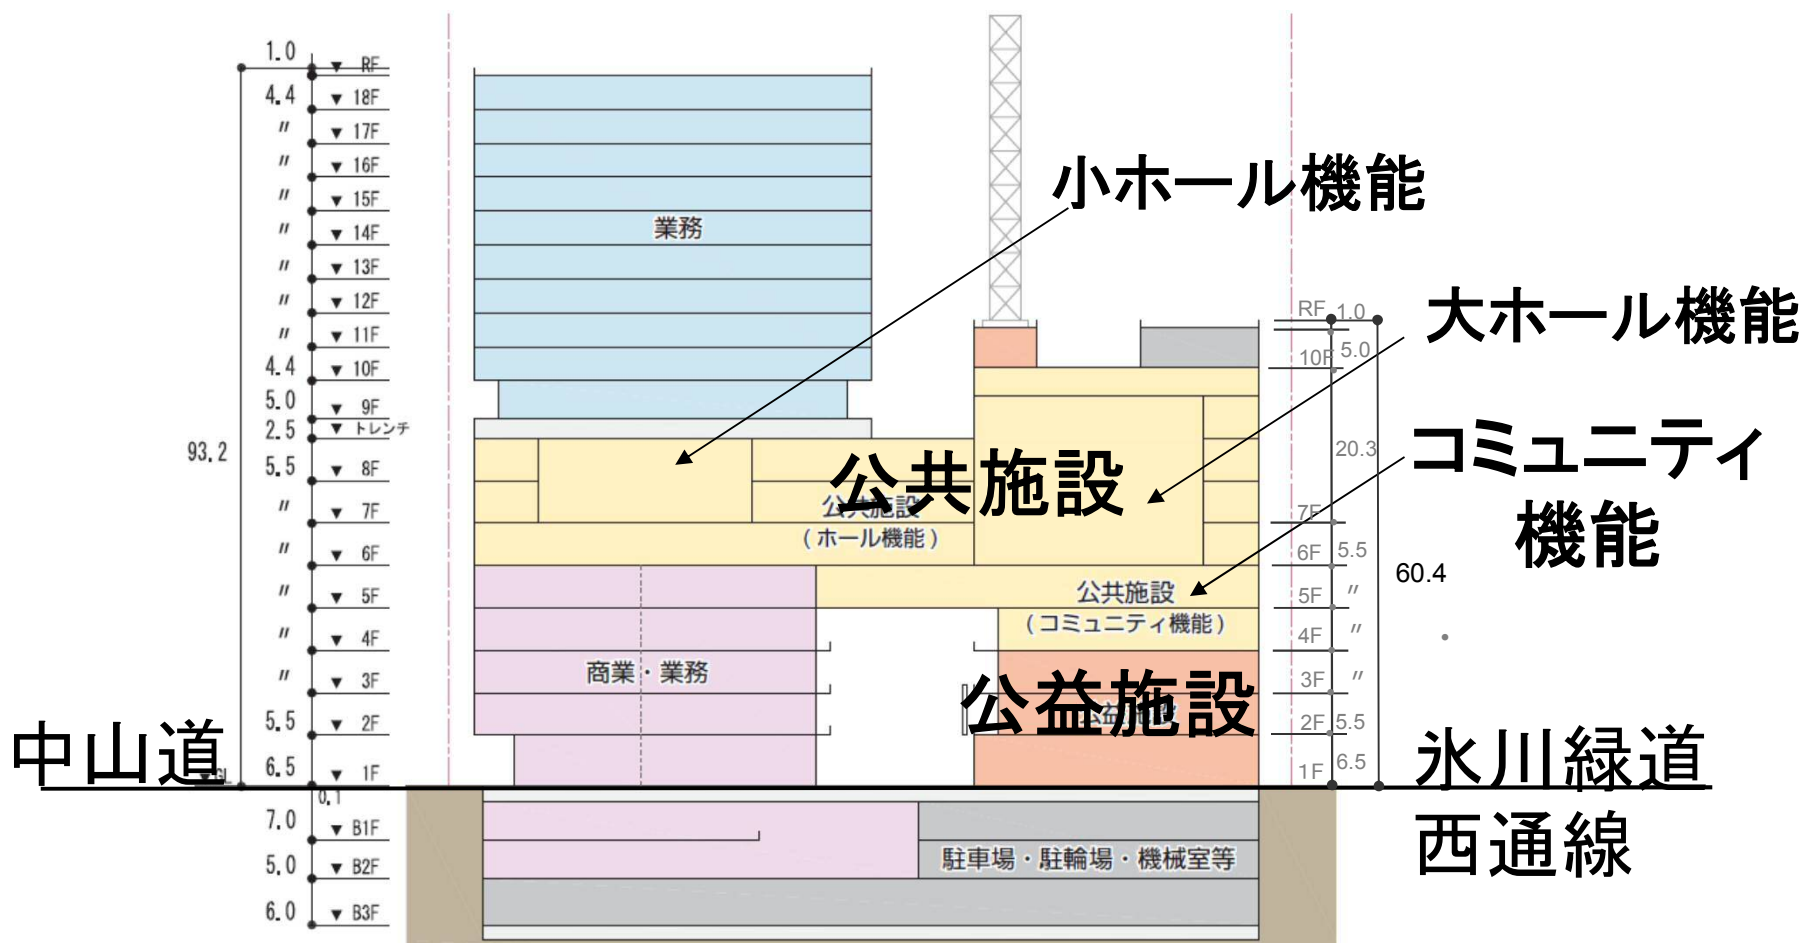 1.0 ▼ RF
4.4 ▼ 18F
〃 ▼ 17F
〃 ▼ 16F
〃 ▼ 15F
〃 ▼ 14F
〃 ▼ 13F
〃 ▼ 12F
〃 ▼ 11F
4.4 ▼ 10F
5.0 ▼ 9F
2.5 ▼ トレンチ
93.2
5.5 ▼ 8F
〃 ▼ 7F
〃 ▼ 6F
〃 ▼ 5F
〃 ▼ 4F
〃 ▼ 3F
5.5 ▼ 2F
6.5 ▼ 1F
中山道
▼GL
0.1
7.0 ▼ B1F
5.0 ▼ B2F
6.0 ▼ B3F
業務
小ホール機能
大ホール機能
コミュニティ
機能
公共施設
公共施設
(ホール機能)
公共施設
(コミュニティ機能)
商業・業務
公益施設
公益施設
駐車場・駐輪場・機械室等
RF 1.0
10F 5.0
20.3
7F
6F 5.5
5F 〃
4F 〃
3F 〃
2F 5.5
1F 6.5
60.4
氷川緑道
西通線